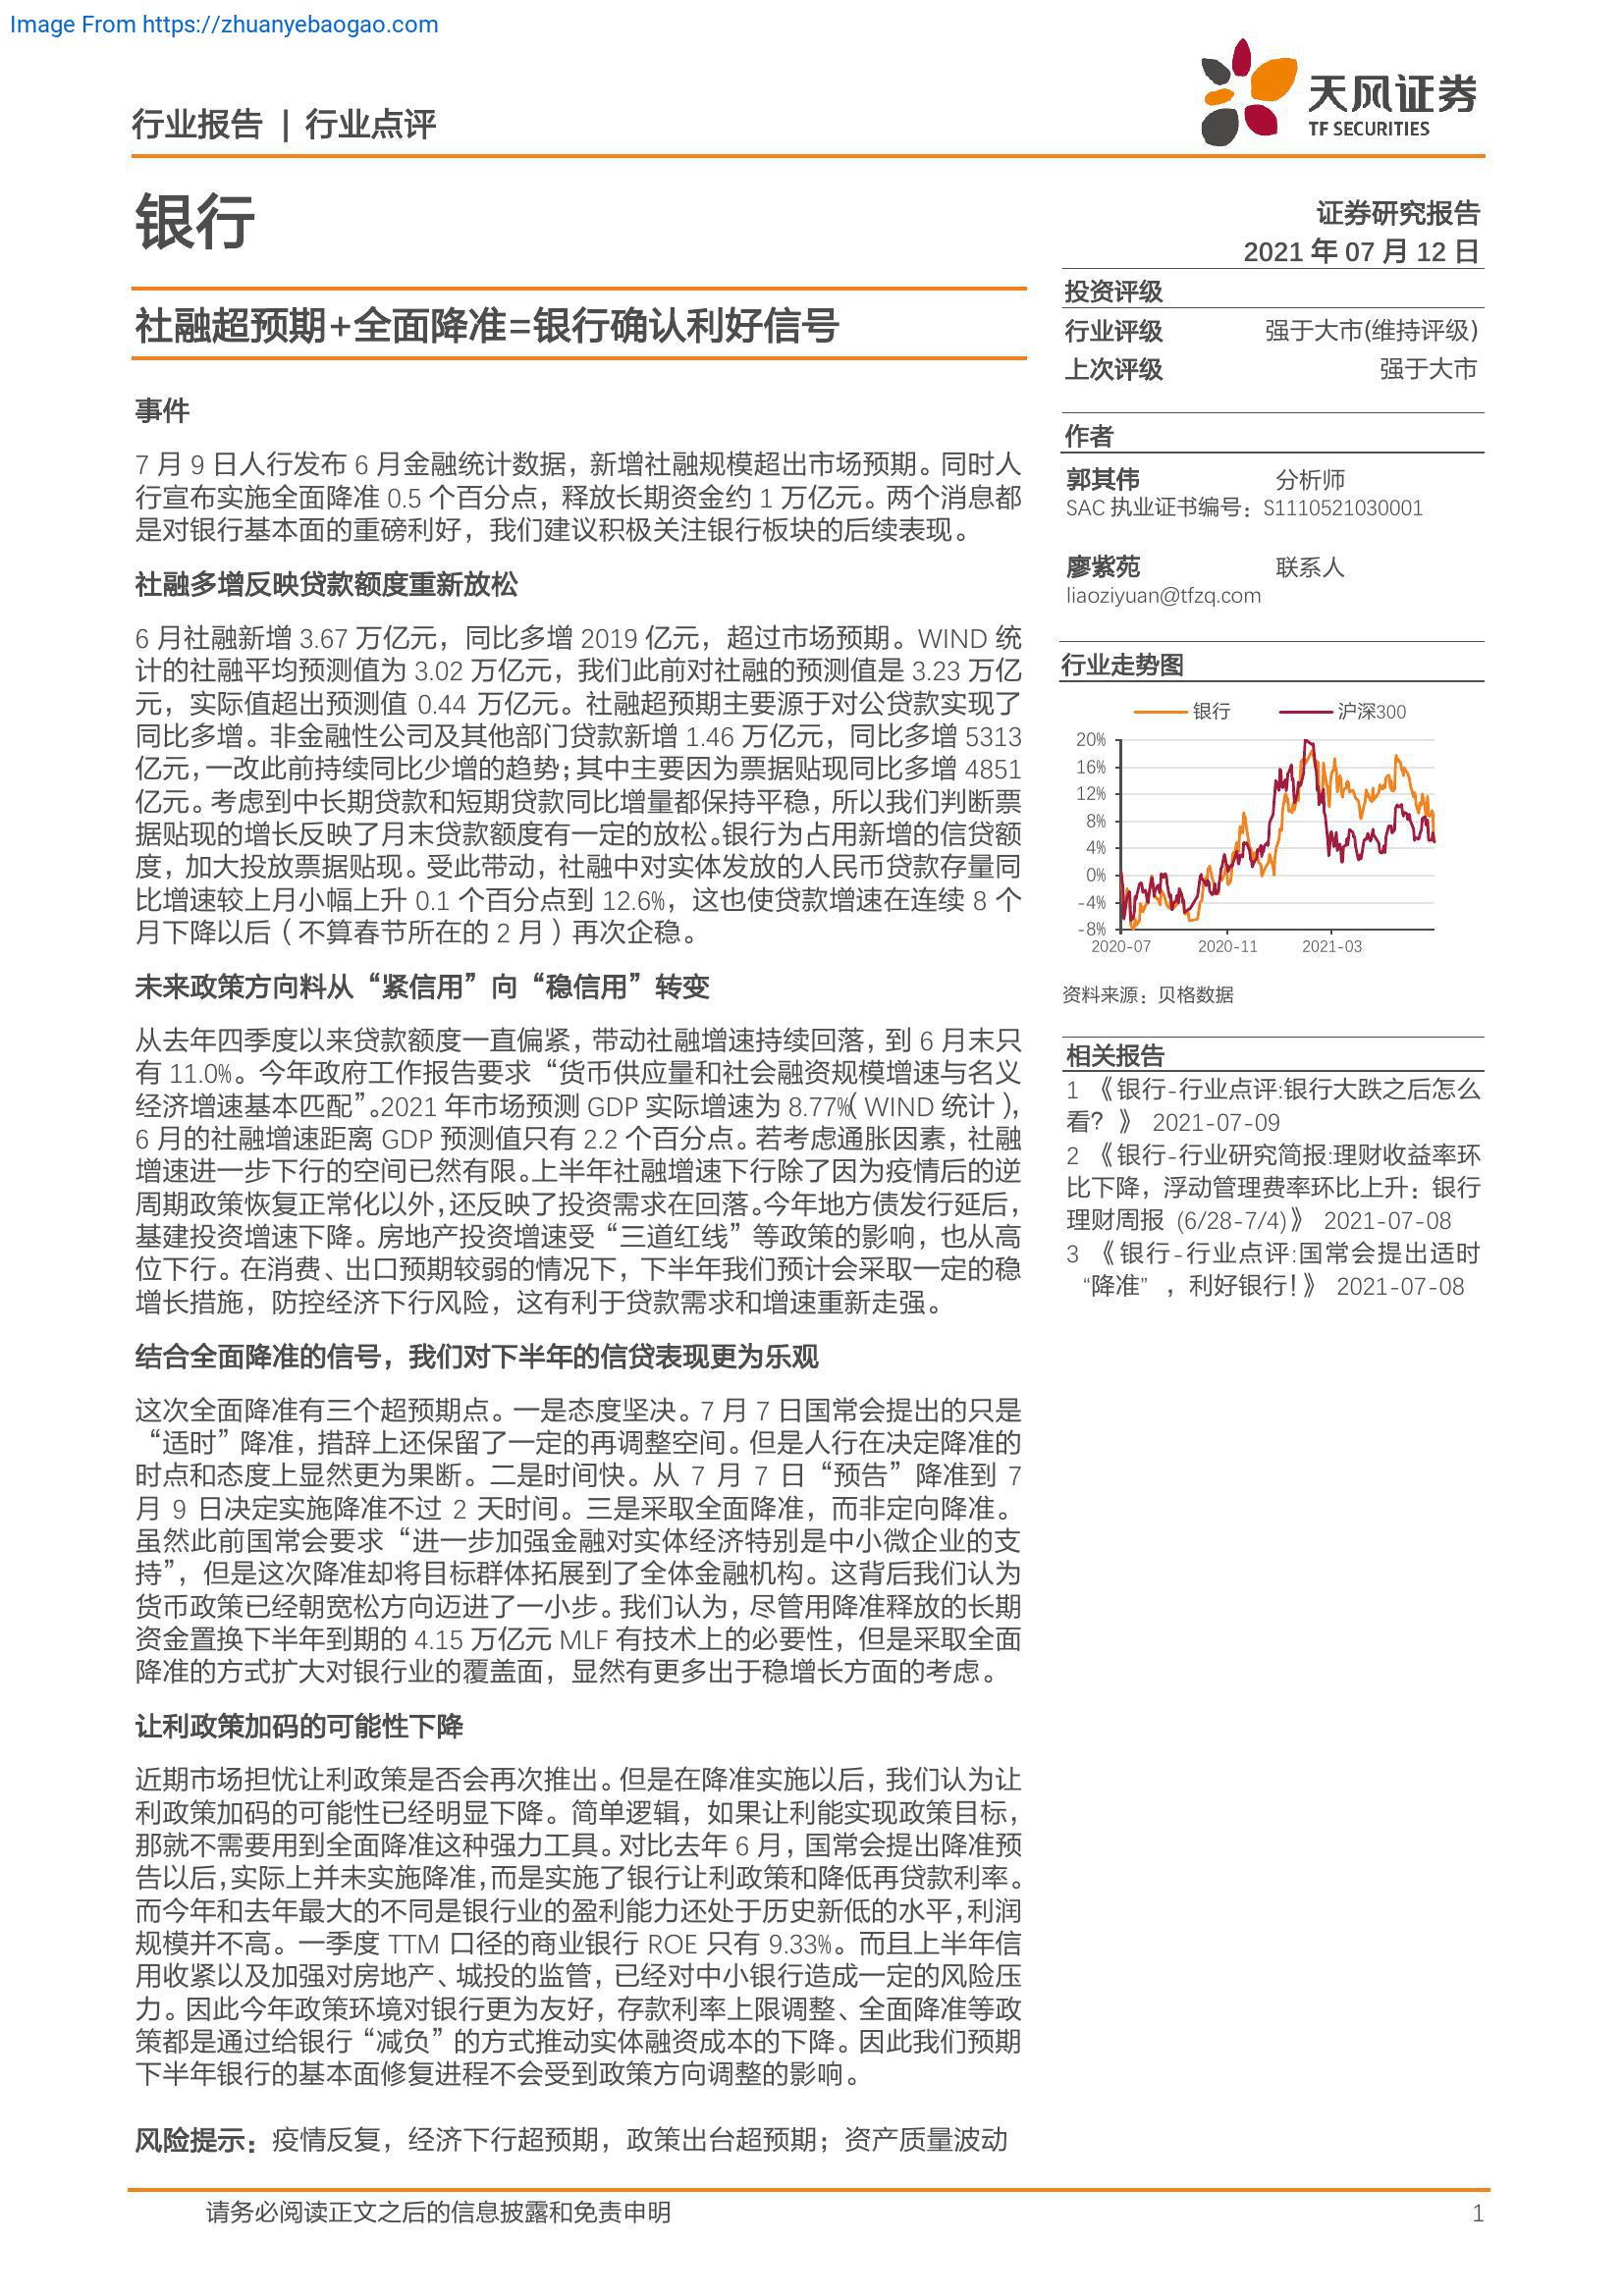 Image From https://zhuanyebaogao.com
行业报告 | 行业点评
天风证券
TF SECURITIES
银行
证券研究报告
2021 年 07 月 12 日
社融超预期+全面降准=银行确认利好信号
事件
7 月 9 日人行发布 6 月金融统计数据，新增社融规模超出市场预期。同时人
行宣布实施全面降准 0.5 个百分点，释放长期资金约 1 万亿元。两个消息都
是对银行基本面的重磅利好，我们建议积极关注银行板块的后续表现。
社融多增反映贷款额度重新放松
6 月社融新增 3.67 万亿元，同比多增 2019 亿元，超过市场预期。WIND 统
计的社融平均预测值为 3.02 万亿元，我们此前对社融的预测值是 3.23 万亿
元，实际值超出预测值 0.44 万亿元。社融超预期主要源于对公贷款实现了
同比多增。非金融性公司及其他部门贷款新增 1.46 万亿元，同比多增 5313
亿元，一改此前持续同比少增的趋势；其中主要因为票据贴现同比多增 4851
亿元。考虑到中长期贷款和短期贷款同比增量都保持平稳，所以我们判断票
据贴现的增长反映了月末贷款额度有一定的放松。银行为占用新增的信贷额
度，加大投放票据贴现。受此带动，社融中对实体发放的人民币贷款存量同
比增速较上月小幅上升 0.1 个百分点到 12.6%，这也使贷款增速在连续 8 个
月下降以后（不算春节所在的 2 月）再次企稳。
未来政策方向料从“紧信用”向“稳信用”转变
从去年四季度以来贷款额度一直偏紧，带动社融增速持续回落，到 6 月末只
有 11.0%。今年政府工作报告要求“货币供应量和社会融资规模增速与名义
经济增速基本匹配”。2021 年市场预测 GDP 实际增速为 8.77%（WIND 统计），
6 月的社融增速距离 GDP 预测值只有 2.2 个百分点。若考虑通胀因素，社融
增速进一步下行的空间已然有限。上半年社融增速下行除了因为疫情后的逆
周期政策恢复正常化以外，还反映了投资需求在回落。今年地方债发行延后，
基建投资增速下降。房地产投资增速受“三道红线”等政策的影响，也从高
位下行。在消费、出口预期较弱的情况下，下半年我们预计会采取一定的稳
增长措施，防控经济下行风险，这有利于贷款需求和增速重新走强。
结合全面降准的信号，我们对下半年的信贷表现更为乐观
这次全面降准有三个超预期点。一是态度坚决。7 月 7 日国常会提出的只是
“适时”降准，措辞上还保留了一定的再调整空间。但是人行在决定降准的
时点和态度上显然更为果断。二是时间快。从 7 月 7 日“预告”降准到 7
月 9 日决定实施降准不过 2 天时间。三是采取全面降准，而非定向降准。
虽然此前国常会要求“进一步加强金融对实体经济特别是中小微企业的支
持”，但是这次降准却将目标群体拓展到了全体金融机构。这背后我们认为
货币政策已经朝宽松方向迈进了一小步。我们认为，尽管用降准释放的长期
资金置换下半年到期的 4.15 万亿元 MLF 有技术上的必要性，但是采取全面
降准的方式扩大对银行业的覆盖面，显然有更多出于稳增长方面的考虑。
让利政策加码的可能性下降
近期市场担忧让利政策是否会再次推出。但是在降准实施以后，我们认为让
利政策加码的可能性已经明显下降。简单逻辑，如果让利能实现政策目标，
那就不需要用到全面降准这种强力工具。对比去年 6 月，国常会提出降准预
告以后，实际上并未实施降准，而是实施了银行让利政策和降低再贷款利率。
而今年和去年最大的不同是银行业的盈利能力还处于历史新低的水平，利润
规模并不高。一季度 TTM 口径的商业银行 ROE 只有 9.33%。而且上半年信
用收紧以及加强对房地产、城投的监管，已经对中小银行造成一定的风险压
力。因此今年政策环境对银行更为友好，存款利率上限调整、全面降准等政
策都是通过给银行“减负”的方式推动实体融资成本的下降。因此我们预期
下半年银行的基本面修复进程不会受到政策方向调整的影响。
风险提示：疫情反复，经济下行超预期，政策出台超预期；资产质量波动
投资评级
行业评级 强于大市(维持评级)
上次评级 强于大市
作者
郭其伟 分析师
SAC 执业证书编号：S1110521030001
廖紫苑 联系人
liaoziyuan@tfzq.com
行业走势图
银行 沪深300
20%
16%
12%
8%
4%
0%
-4%
-8%
2020-07 2020-11 2021-03
资料来源：贝格数据
相关报告
1 《银行-行业点评:银行大跌之后怎么
看？》 2021-07-09
2 《银行-行业研究简报:理财收益率环
比下降，浮动管理费率环比上升：银行
理财周报 (6/28-7/4)》 2021-07-08
3 《银行-行业点评:国常会提出适时
“降准”，利好银行！》 2021-07-08
请务必阅读正文之后的信息披露和免责申明 1